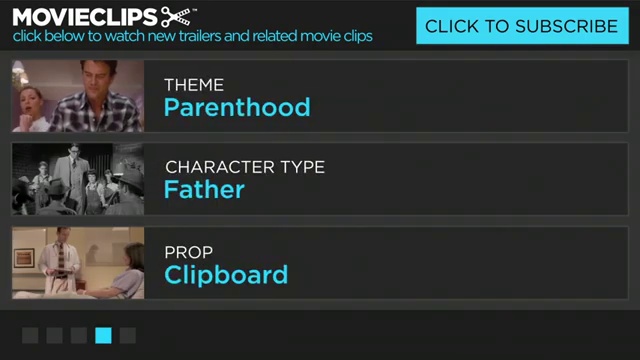 MOVIECLIPS™
click below to watch new trailers and related movie clips
CLICK TO SUBSCRIBE
THEME
Parenthood
CHARACTER TYPE
Father
PROP
Clipboard